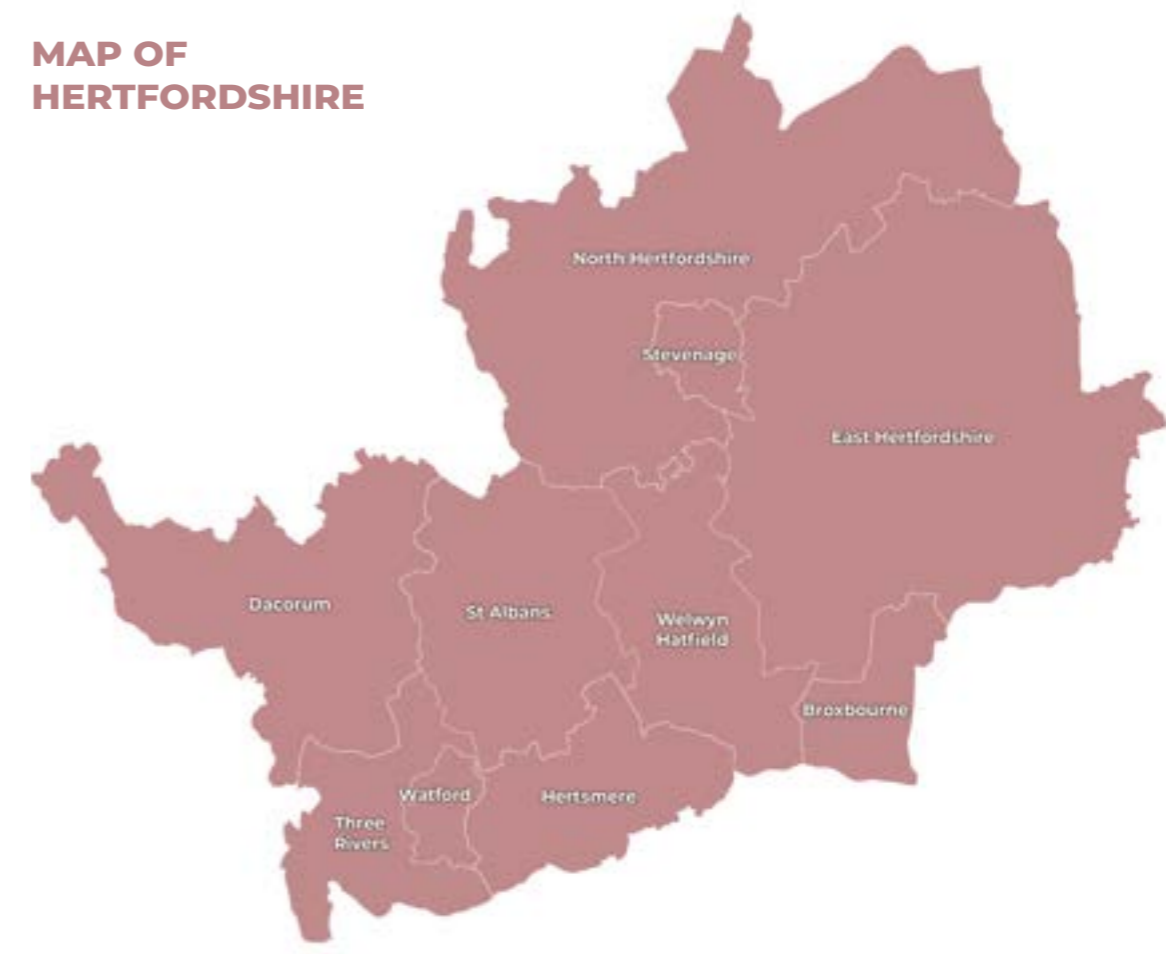 MAP OF
HERTFORDSHIRE
North Hertfordshire
Stevenage
East Hertfordshire
Dacorum
St Albans
Welwyn
Hatfield
Broxbourne
Watford
Hertsmere
Three
Rivers